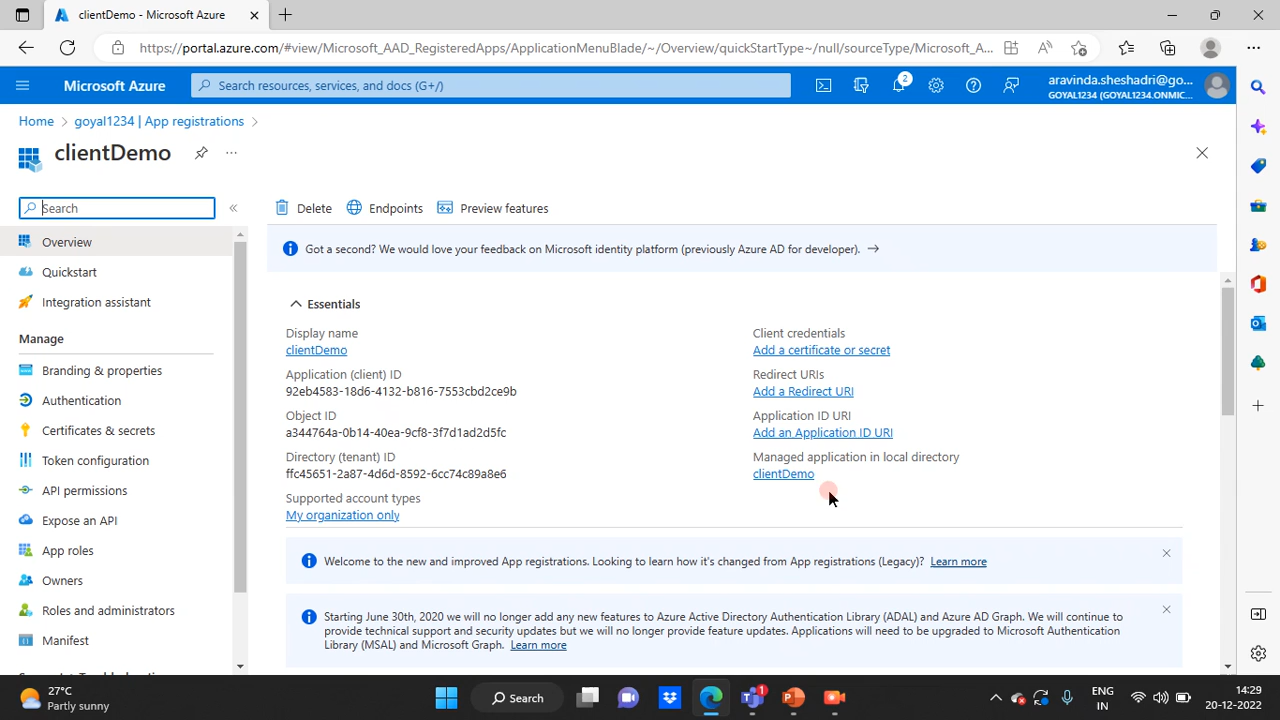 clientDemo - Microsoft Azure
https://portal.azure.com/#view/Microsoft_AAD_RegisteredApps/ApplicationMenuBlade/~/Overview/quickStartType~/null/sourceType/Microsoft_A...
Microsoft Azure
Search resources, services, and docs (G+/)
2
aravinda.sheshadri@go...
GOYAL1234 (GOYAL1234.ONMIC...
Home > goyal1234 | App registrations >
clientDemo
Search
Delete
Endpoints
Preview features
Overview
Quickstart
Integration assistant
Manage
Branding & properties
Authentication
Certificates & secrets
Token configuration
API permissions
Expose an API
App roles
Owners
Roles and administrators
Manifest
Got a second? We would love your feedback on Microsoft identity platform (previously Azure AD for developer).
Essentials
Display name
clientDemo
Application (client) ID
92eb4583-18d6-4132-b816-7553cbd2ce9b
Object ID
a344764a-0b14-40ea-9cf8-3f7d1ad2d5fc
Directory (tenant) ID
ffc45651-2a87-4d6d-8592-6cc74c89a8e6
Supported account types
My organization only
Client credentials
Add a certificate or secret
Redirect URIs
Add a Redirect URI
Application ID URI
Add an Application ID URI
Managed application in local directory
clientDemo
Welcome to the new and improved App registrations. Looking to learn how it's changed from App registrations (Legacy)? Learn more
Starting June 30th, 2020 we will no longer add any new features to Azure Active Directory Authentication Library (ADAL) and Azure AD Graph. We will continue to
provide technical support and security updates but we will no longer provide feature updates. Applications will need to be upgraded to Microsoft Authentication
Library (MSAL) and Microsoft Graph. Learn more
27°C
Partly sunny
Search
1
ENG
IN
14:29
20-12-2022